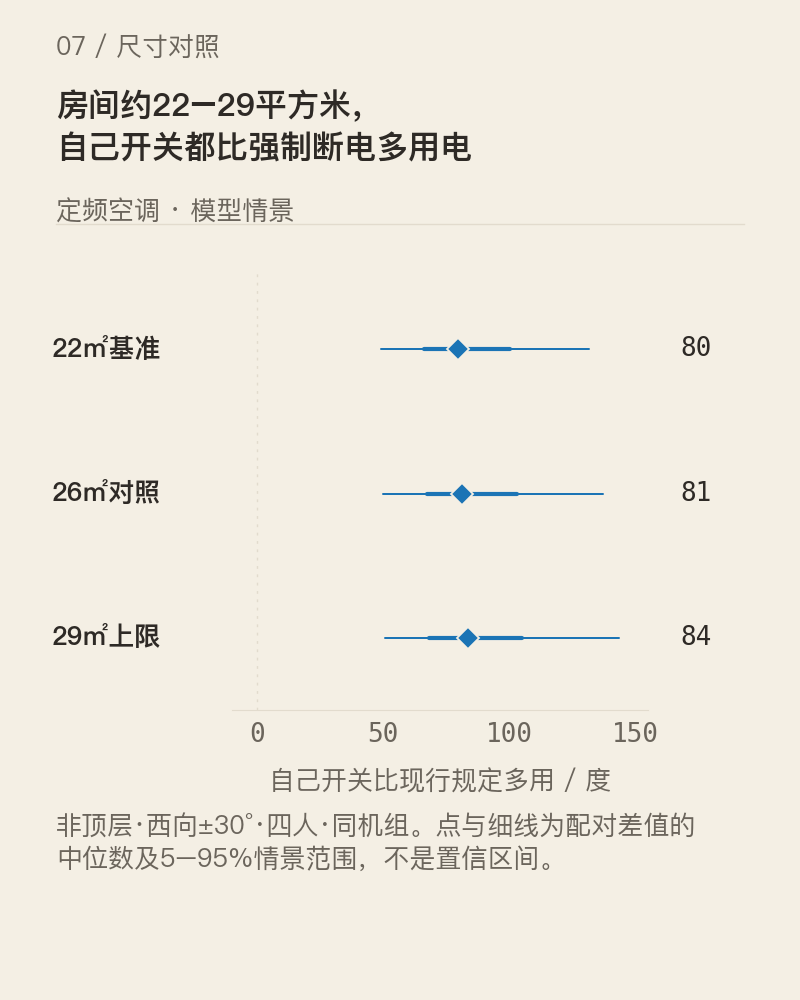 07 / 尺寸对照
房间约22—29平方米，
自己开关都比强制断电多用电
定频空调 · 模型情景
22㎡基准
80
26㎡对照
81
29㎡上限
84
0 50 100 150
自己开关比现行规定多用 / 度
非顶层·西向±30°·四人·同机组。点与细线为配对差值的
中位数及5—95%情景范围，不是置信区间。